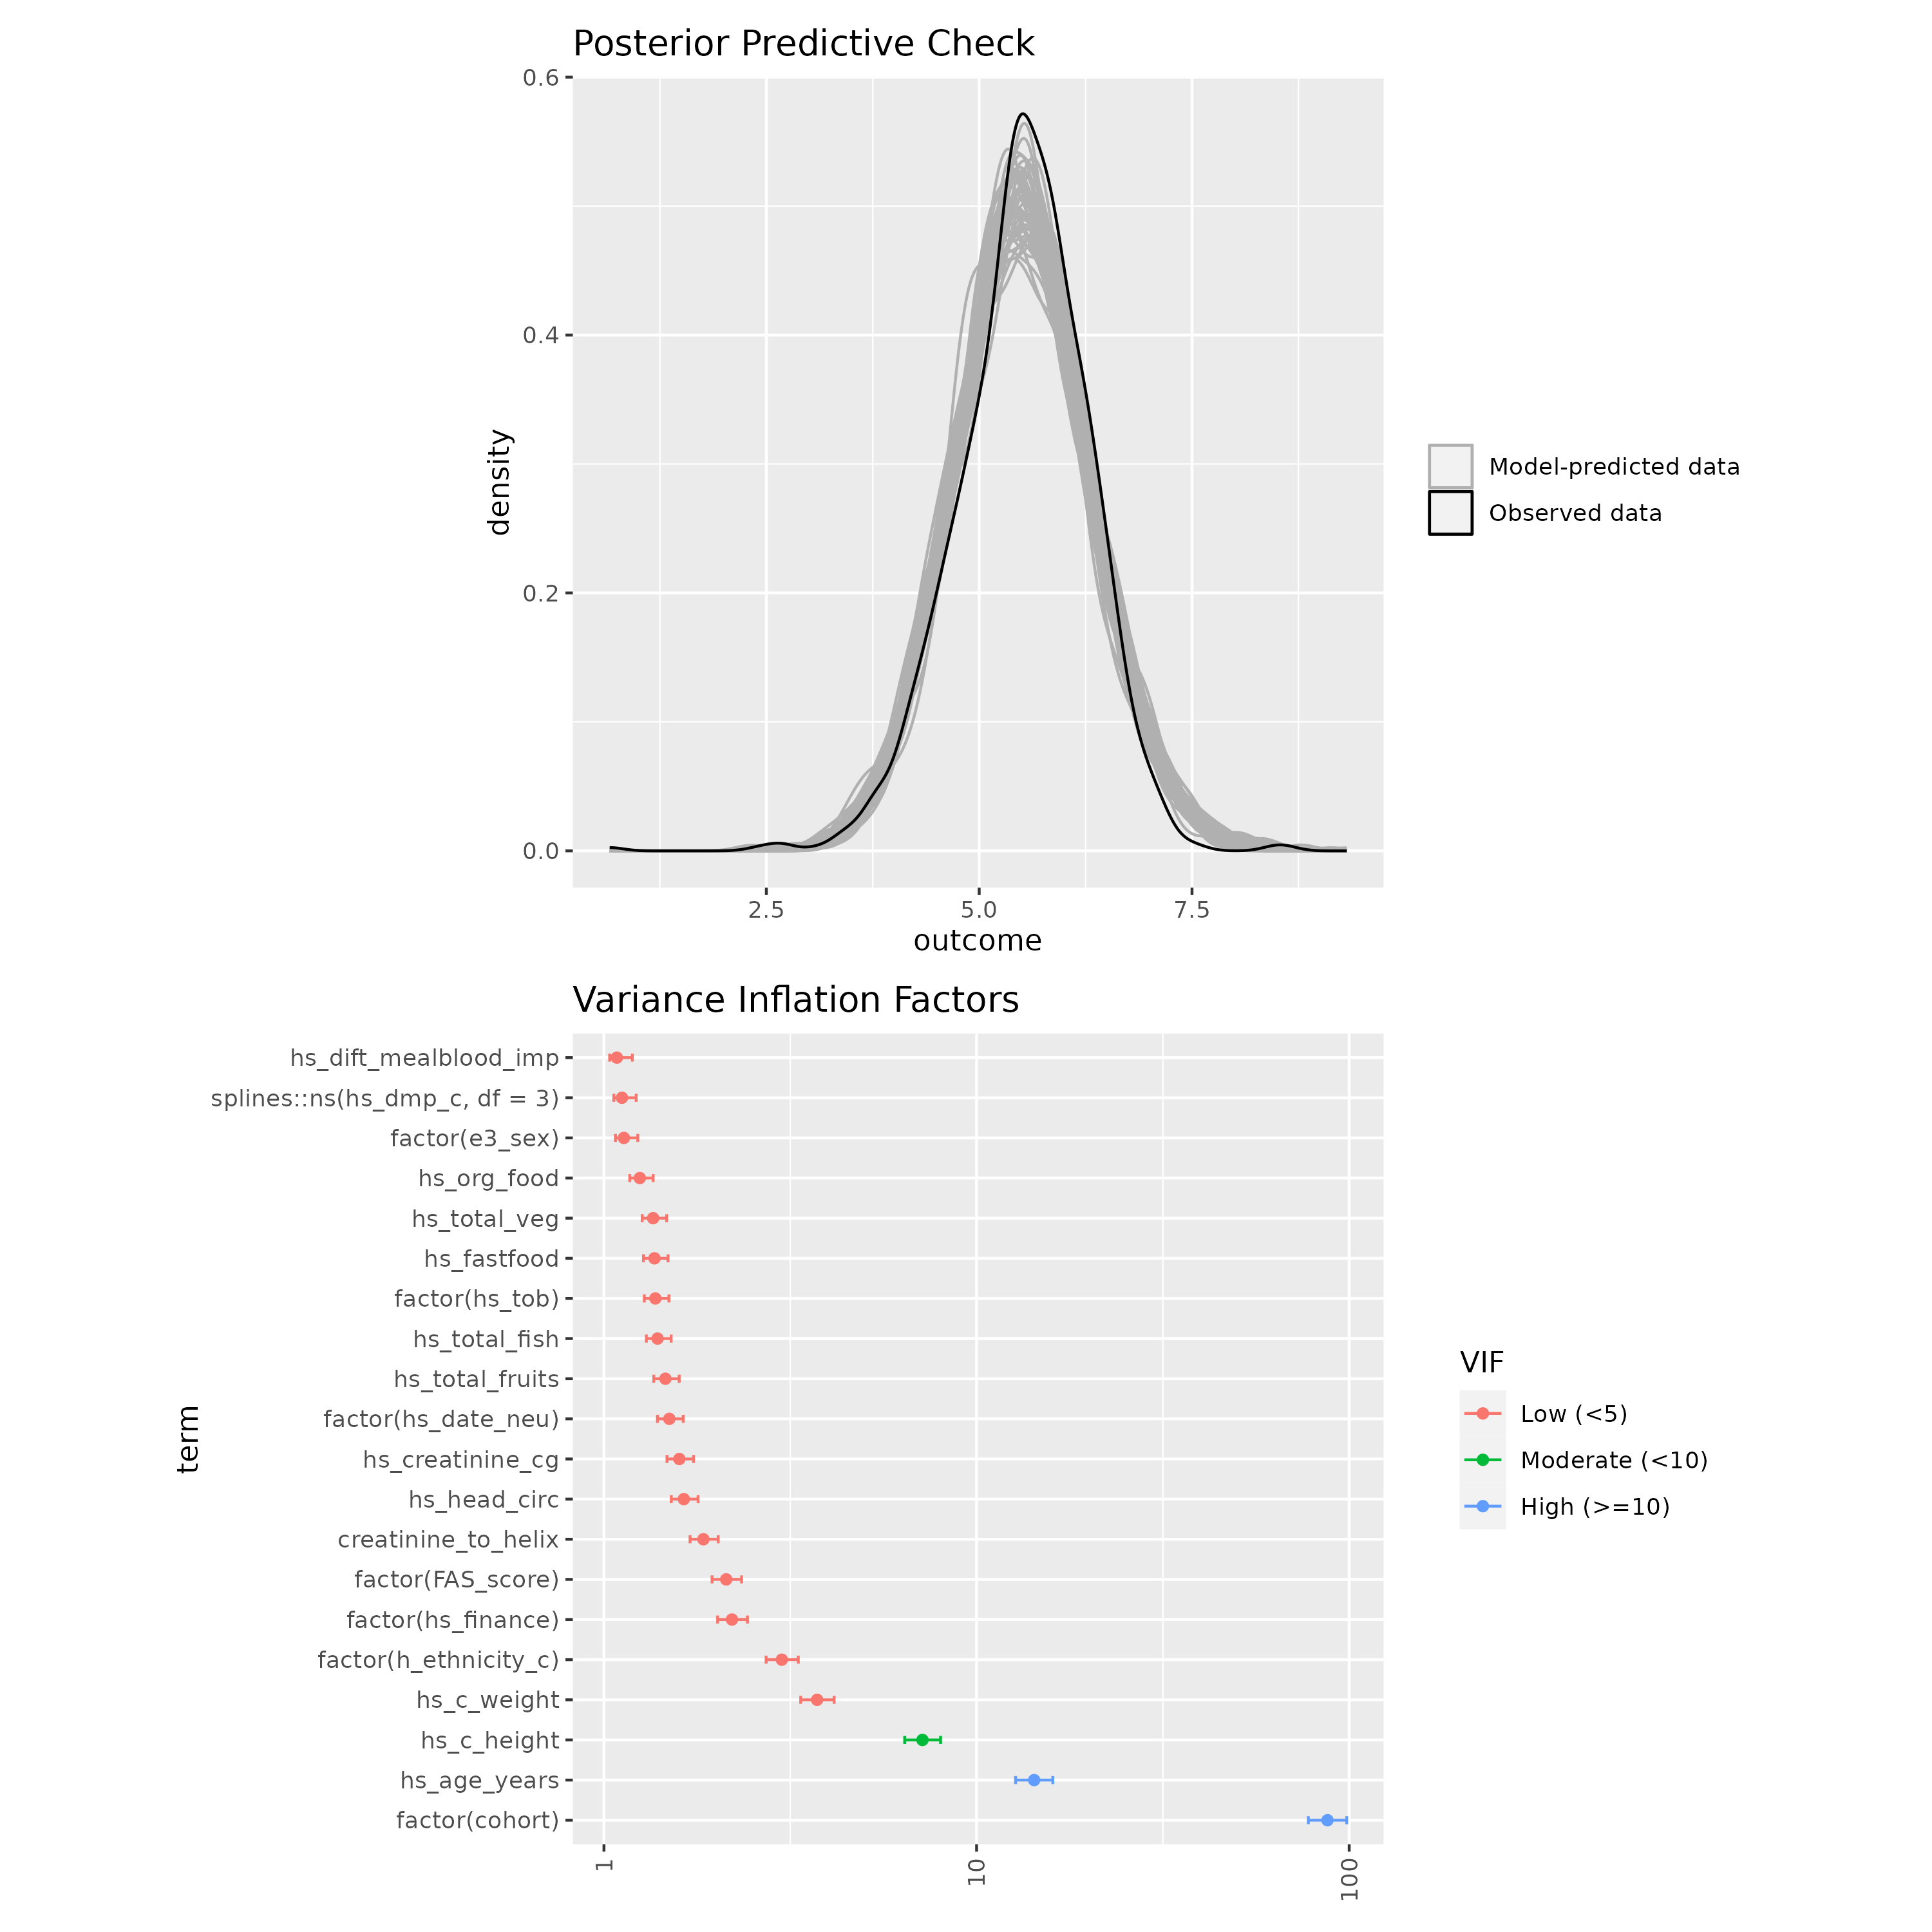 Posterior Predictive Check
0.6
0.4
0.2
0.0
density
2.5 5.0 7.5
outcome
Model-predicted data
Observed data
Variance Inflation Factors
term
hs_dift_mealblood_imp
splines::ns(hs_dmp_c, df = 3)
factor(e3_sex)
hs_org_food
hs_total_veg
hs_fastfood
factor(hs_tob)
hs_total_fish
hs_total_fruits
factor(hs_date_neu)
hs_creatinine_cg
hs_head_circ
creatinine_to_helix
factor(FAS_score)
factor(hs_finance)
factor(h_ethnicity_c)
hs_c_weight
hs_c_height
hs_age_years
factor(cohort)
1 10 100
VIF
Low (<5)
Moderate (<10)
High (>=10)